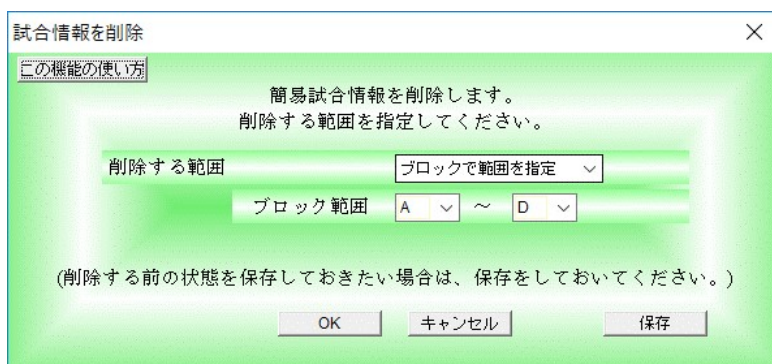 試合情報を削除
この機能の使い方
簡易試合情報を削除します。
削除する範囲を指定してください。
削除する範囲 ブロックで範囲を指定
ブロック範囲 A ～ D
(削除する前の状態を保存しておきたい場合は、保存をしておいてください。)
OK キャンセル 保存